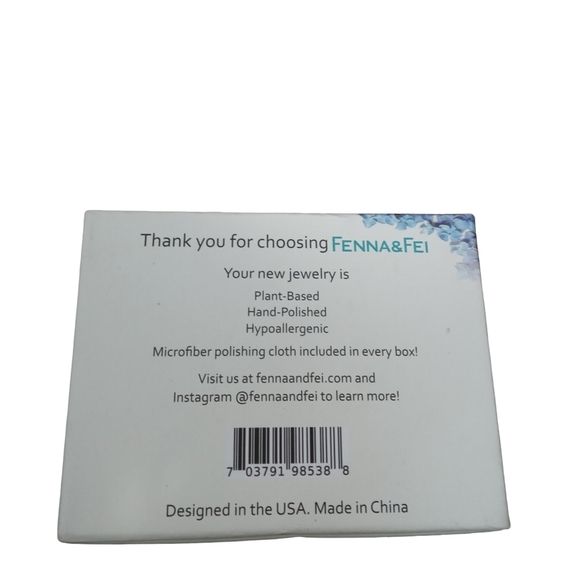 Thank you for choosing FENNA&FEI
Your new jewelry is
Plant-Based
Hand-Polished
Hypoallergenic
Microfiber polishing cloth included in every box!
Visit us at fennaandfei.com and
Instagram @fennaandfei to learn more!
7 03791 98538 8
Designed in the USA. Made in China